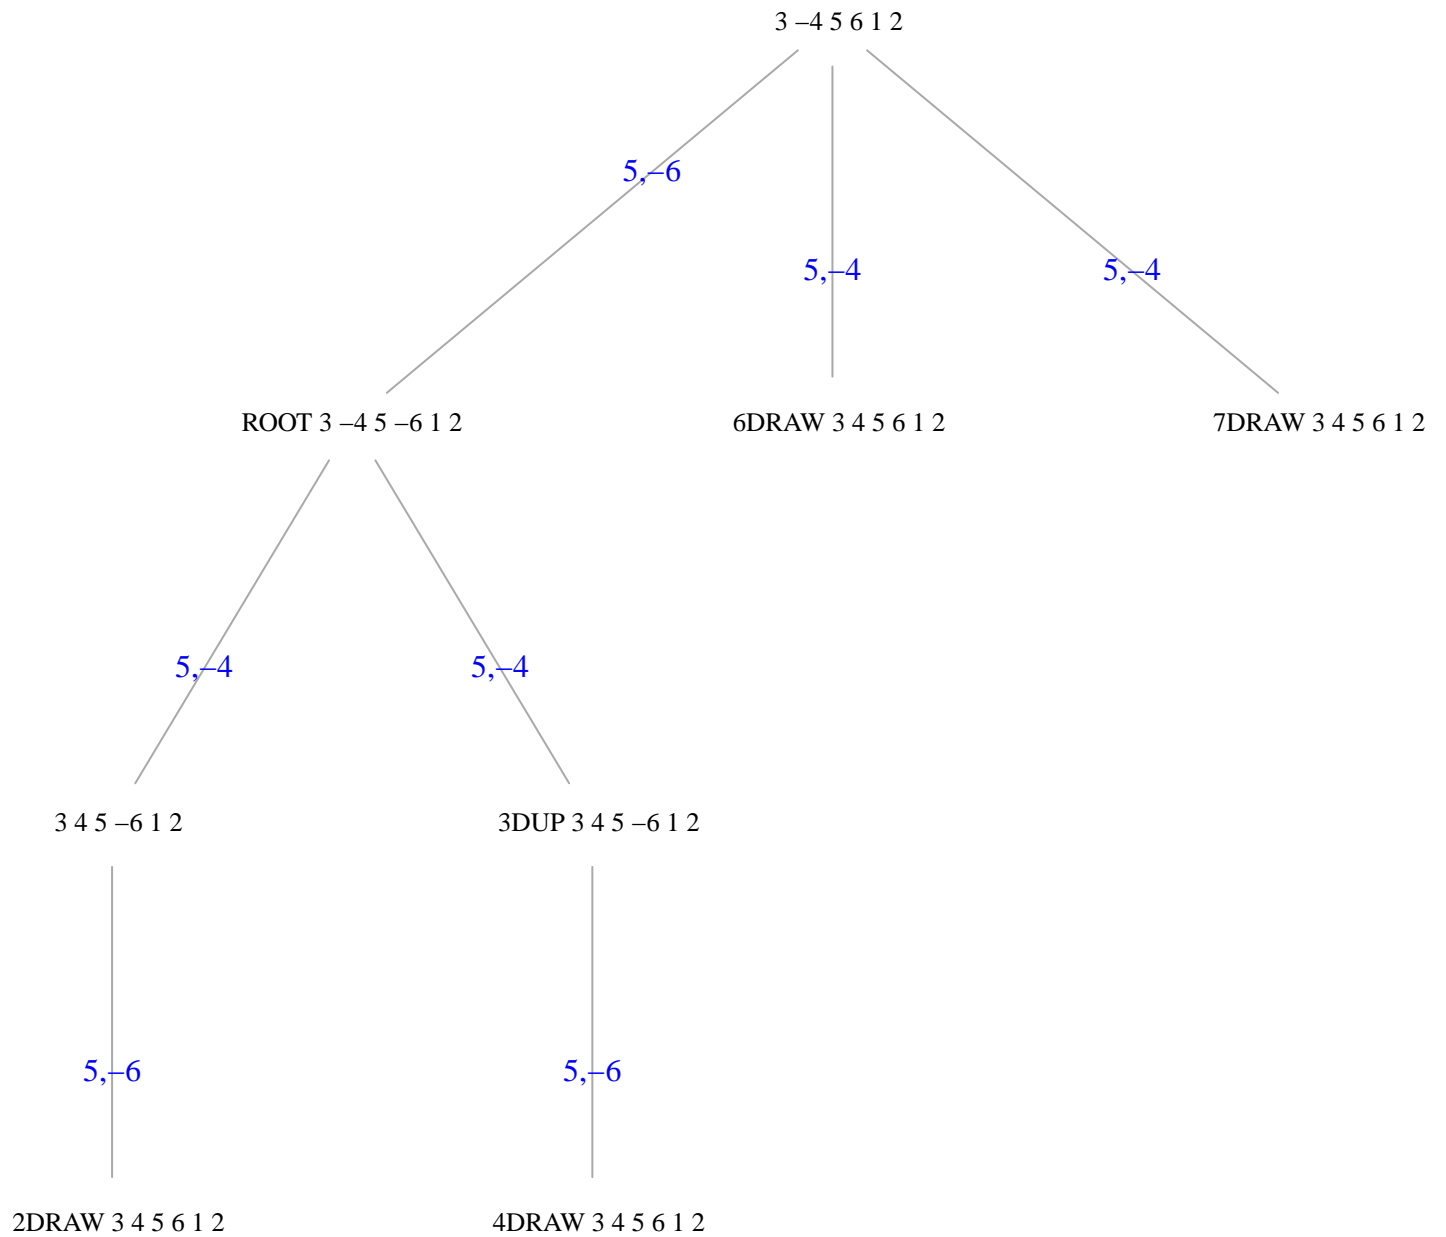 3 –4 5 6 1 2
5,–6
5,–4
5,–4
ROOT 3 –4 5 –6 1 2
6DRAW 3 4 5 6 1 2
7DRAW 3 4 5 6 1 2
5,–4
5,–4
3 4 5 –6 1 2
3DUP 3 4 5 –6 1 2
5,–6
5,–6
2DRAW 3 4 5 6 1 2
4DRAW 3 4 5 6 1 2